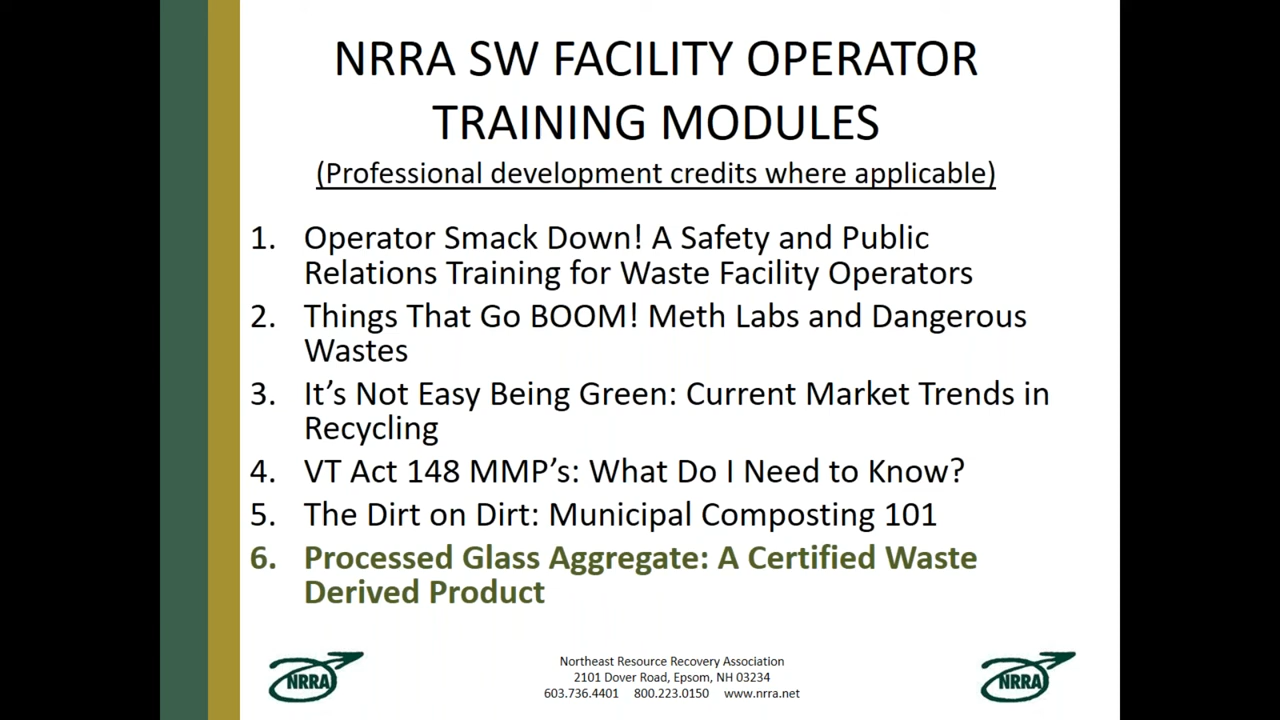 NRRA SW FACILITY OPERATOR
TRAINING MODULES
(Professional development credits where applicable)
1. Operator Smack Down! A Safety and Public
Relations Training for Waste Facility Operators
2. Things That Go BOOM! Meth Labs and Dangerous
Wastes
3. It’s Not Easy Being Green: Current Market Trends in
Recycling
4. VT Act 148 MMP’s: What Do I Need to Know?
5. The Dirt on Dirt: Municipal Composting 101
6. Processed Glass Aggregate: A Certified Waste
Derived Product
NRRA
Northeast Resource Recovery Association
2101 Dover Road, Epsom, NH 03234
603.736.4401 800.223.0150 www.nrra.net
NRRA